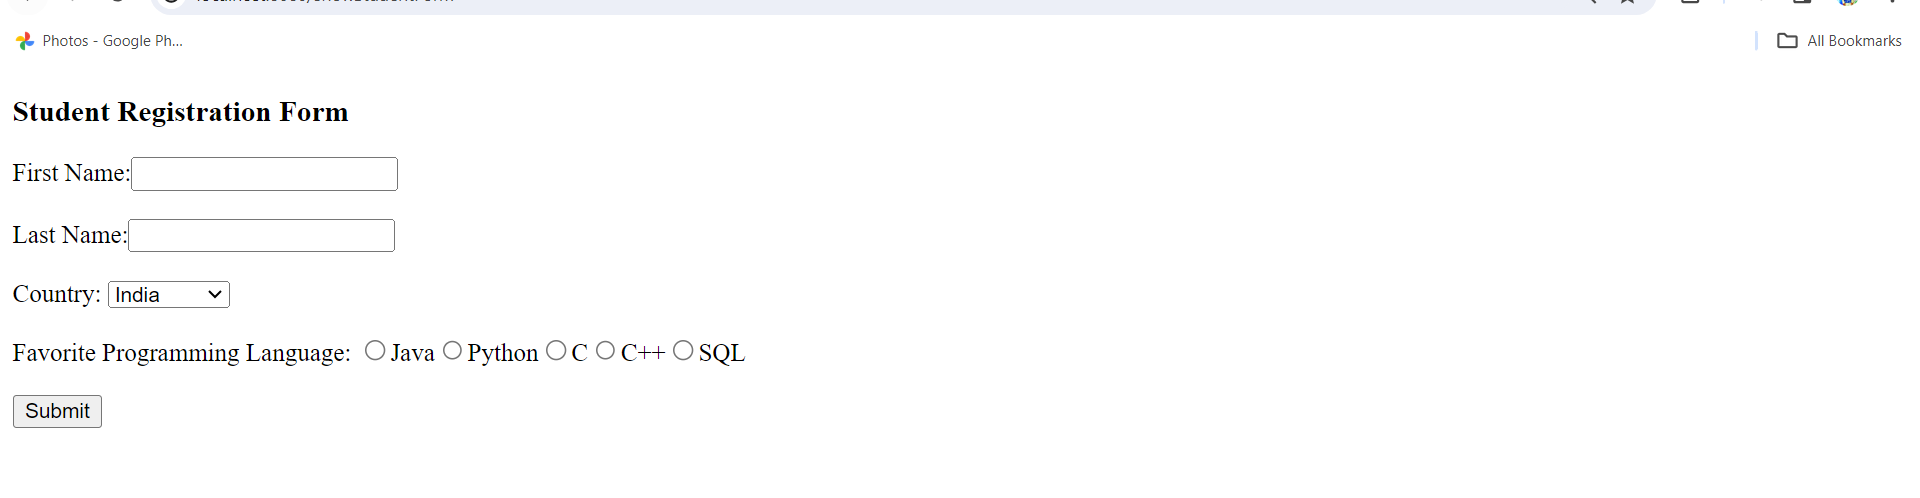 Photos - Google Ph...
All Bookmarks
Student Registration Form
First Name:
Last Name:
Country: India
Favorite Programming Language: Java Python C C++ SQL
Submit